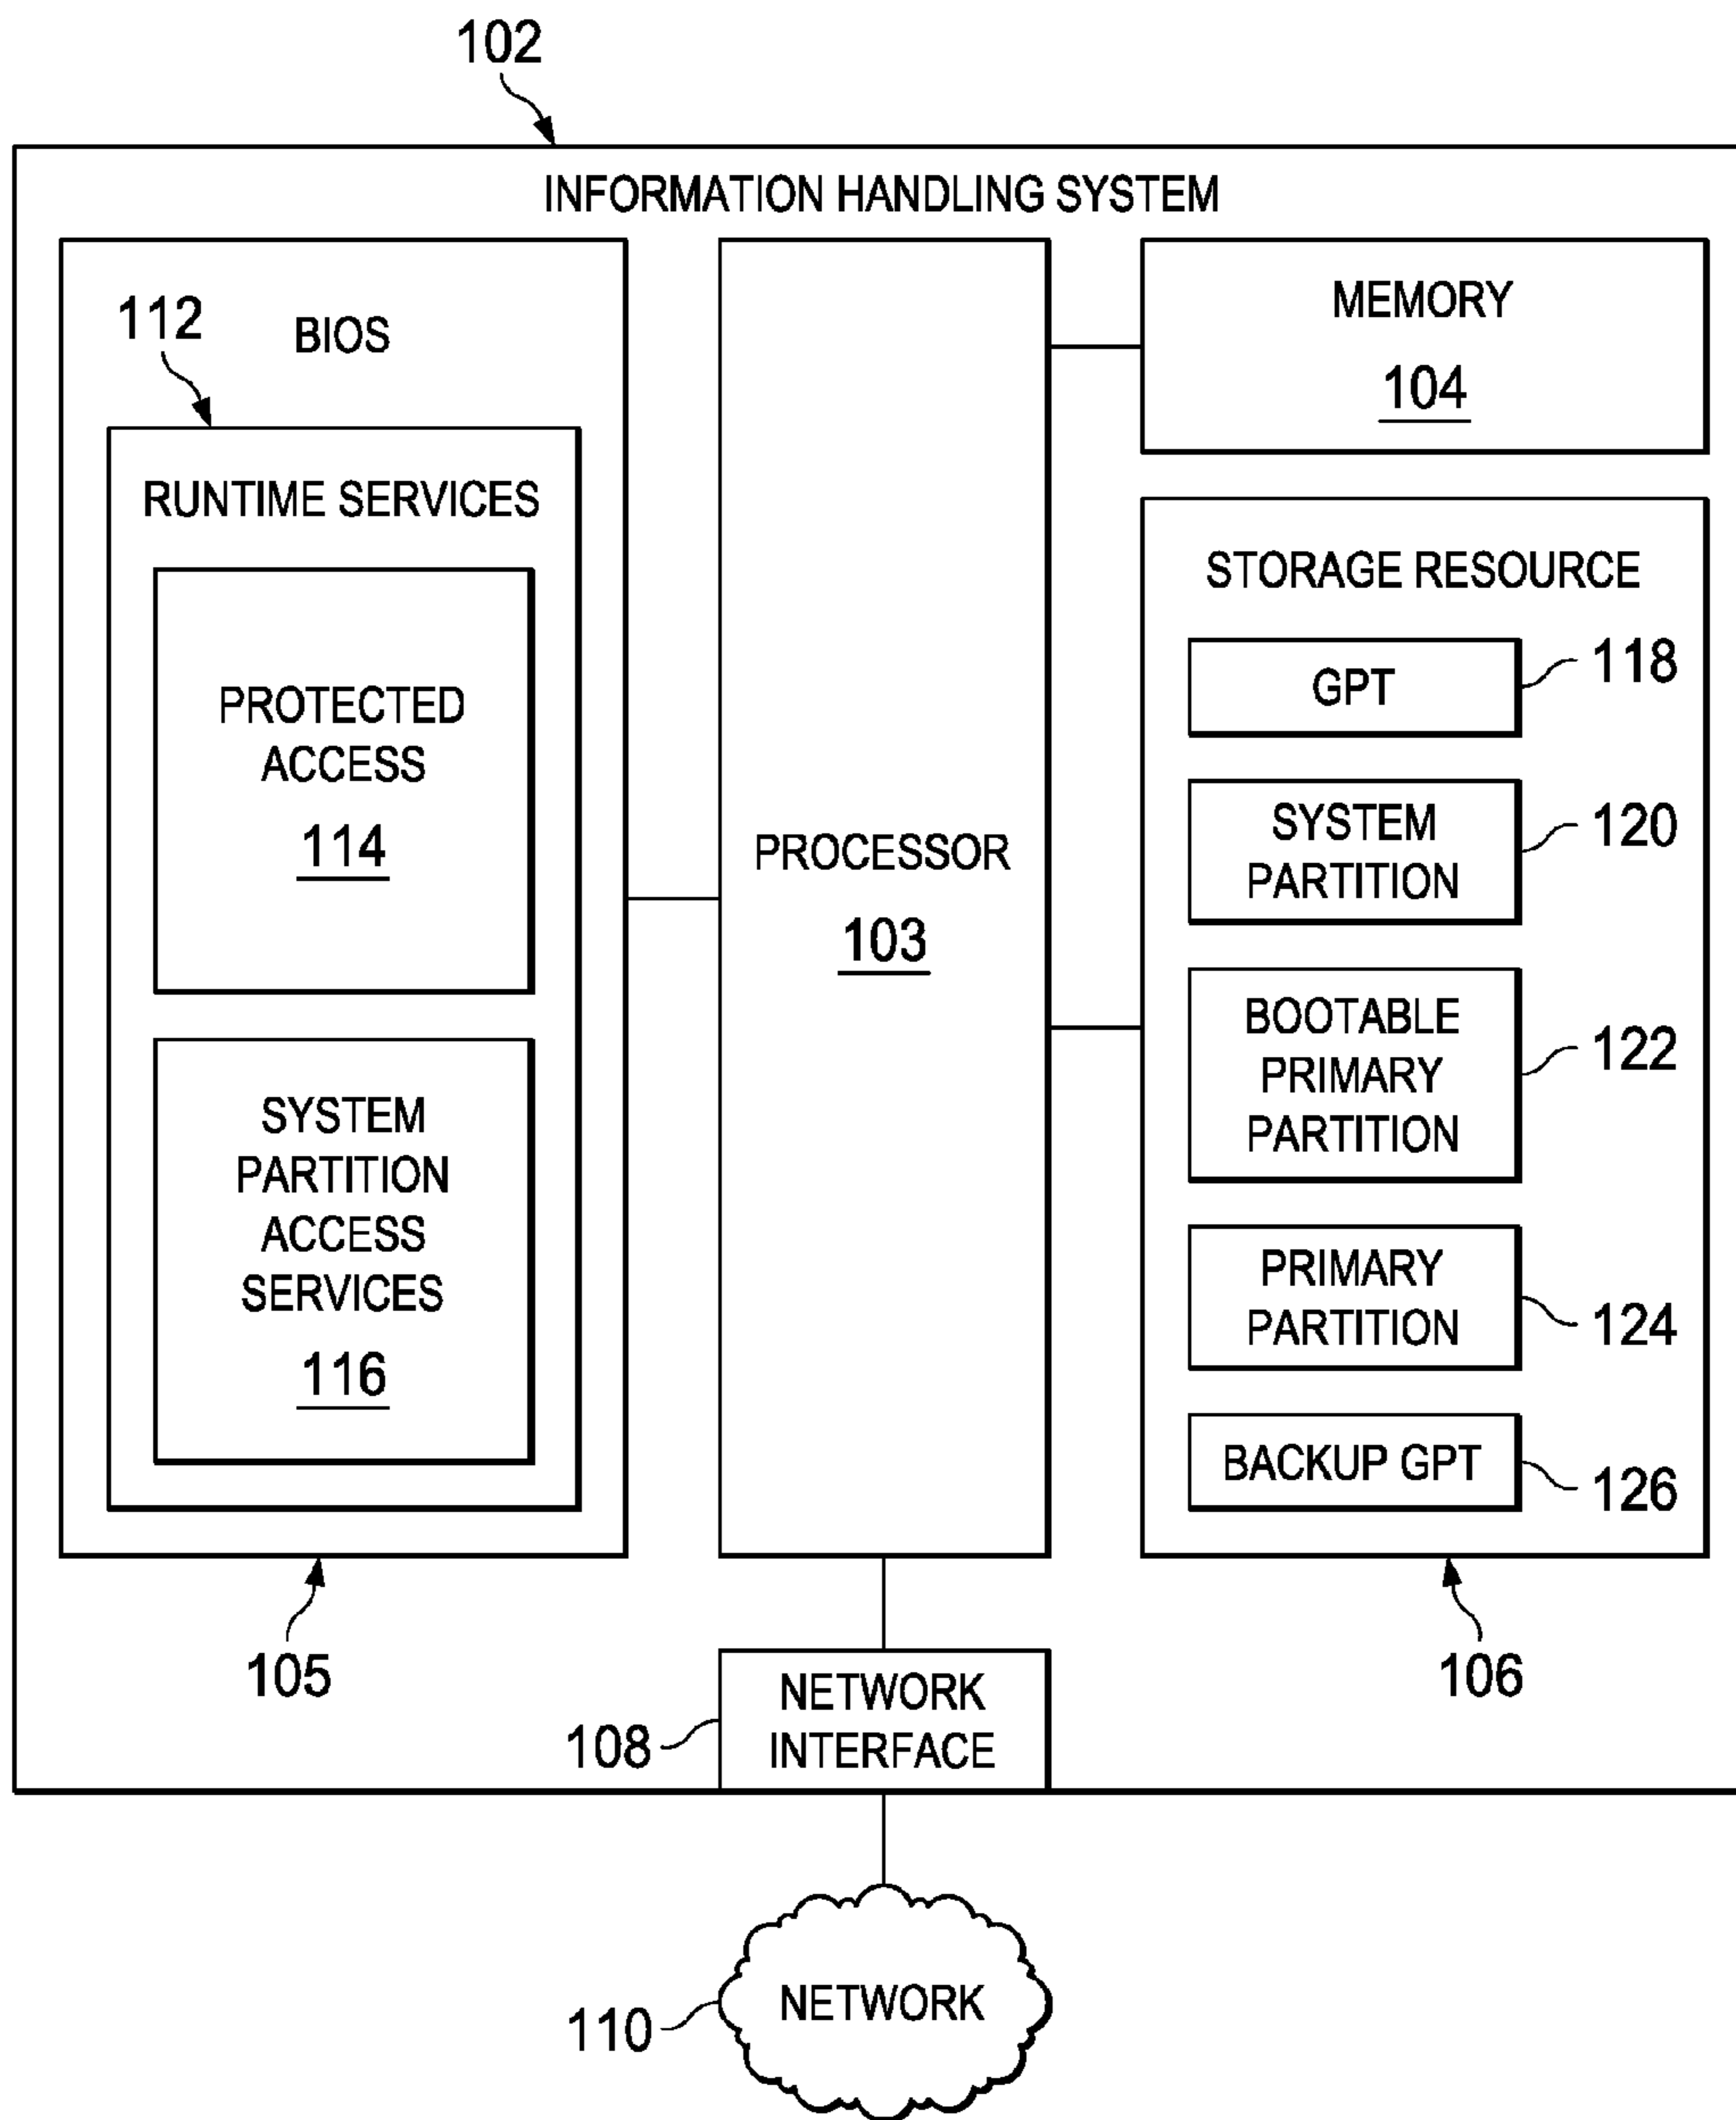 102
INFORMATION HANDLING SYSTEM
112
BIOS
RUNTIME SERVICES
PROTECTED
ACCESS
114
SYSTEM
PARTITION
ACCESS
SERVICES
116
105
PROCESSOR
103
MEMORY
104
STORAGE RESOURCE
GPT
118
SYSTEM
PARTITION
120
BOOTABLE
PRIMARY
PARTITION
122
PRIMARY
PARTITION
124
BACKUP GPT
126
106
NETWORK
INTERFACE
108
NETWORK
110